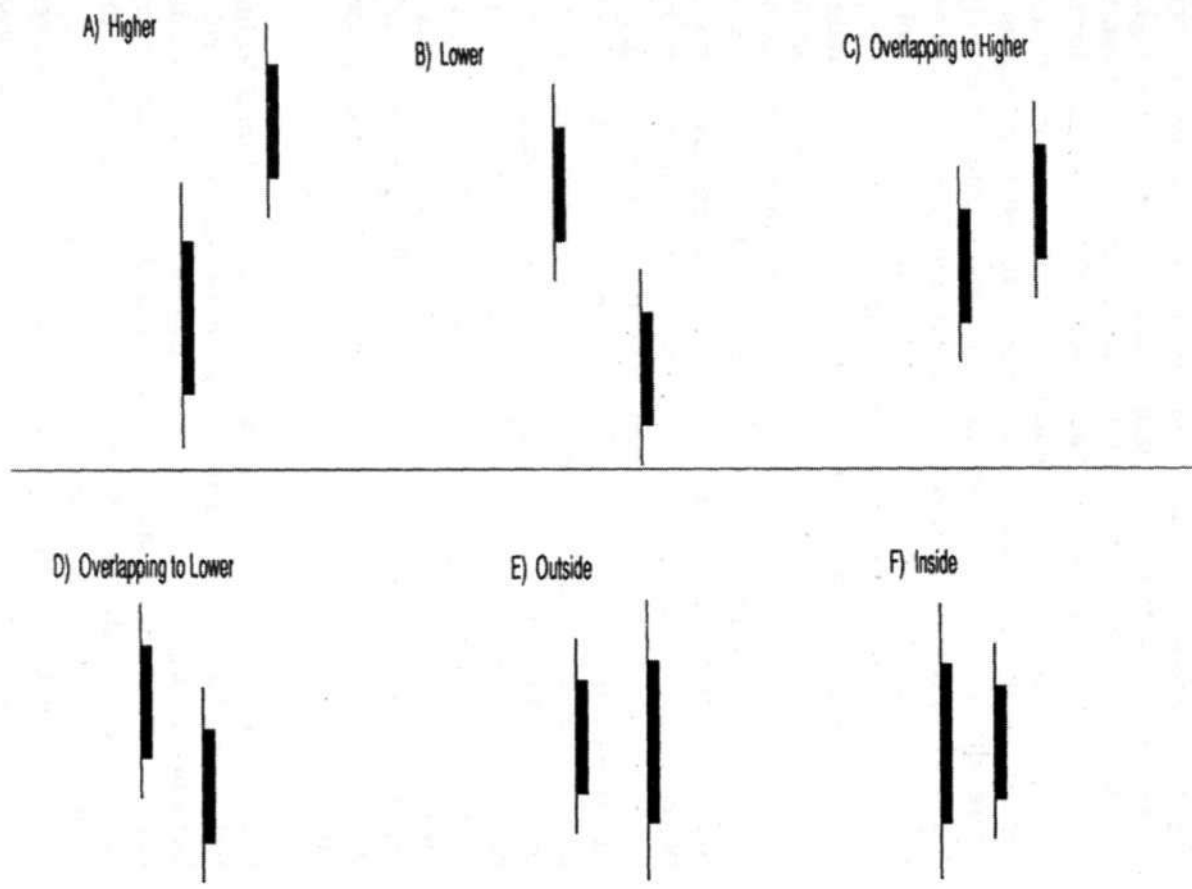 A) Higher
B) Lower
C) Overlapping to Higher
D) Overlapping to Lower
E) Outside
F) Inside